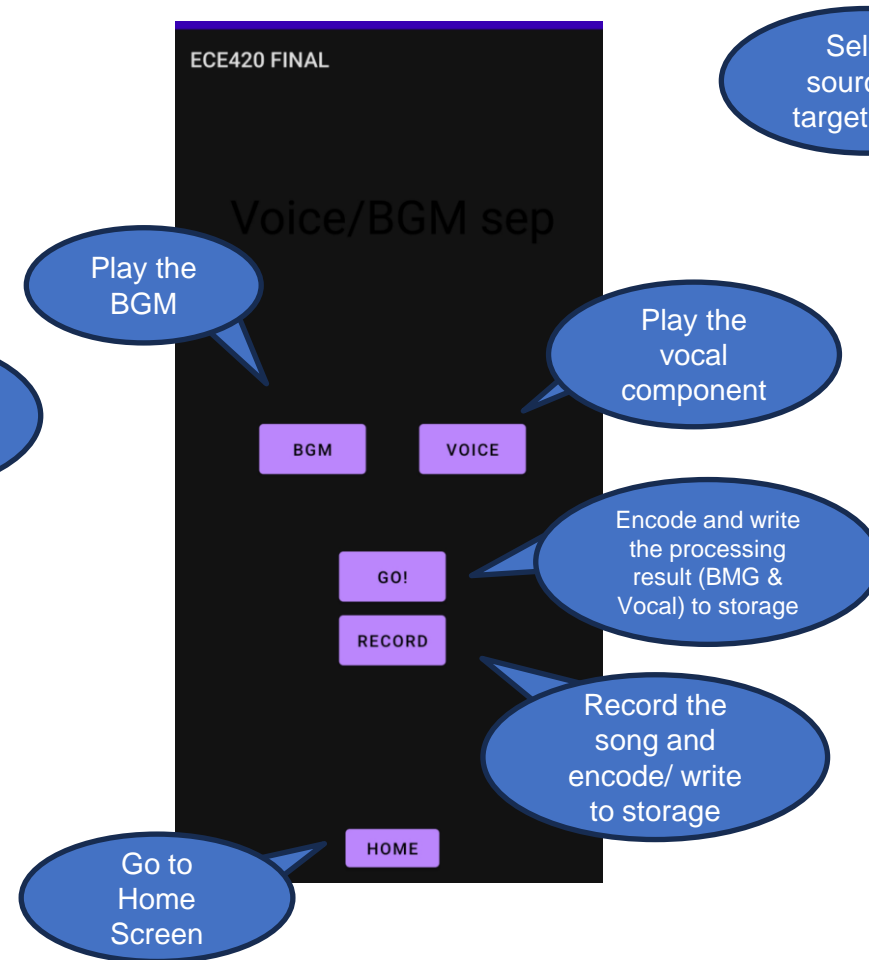 ECE420 FINAL
Voice/BGM sep
Play the
BGM
Play the
vocal
component
BGM
VOICE
Encode and write
the processing
result (BMG &
Vocal) to storage
GO!
RECORD
Record the
song and
encode/ write
to storage
HOME
Go to
Home
Screen